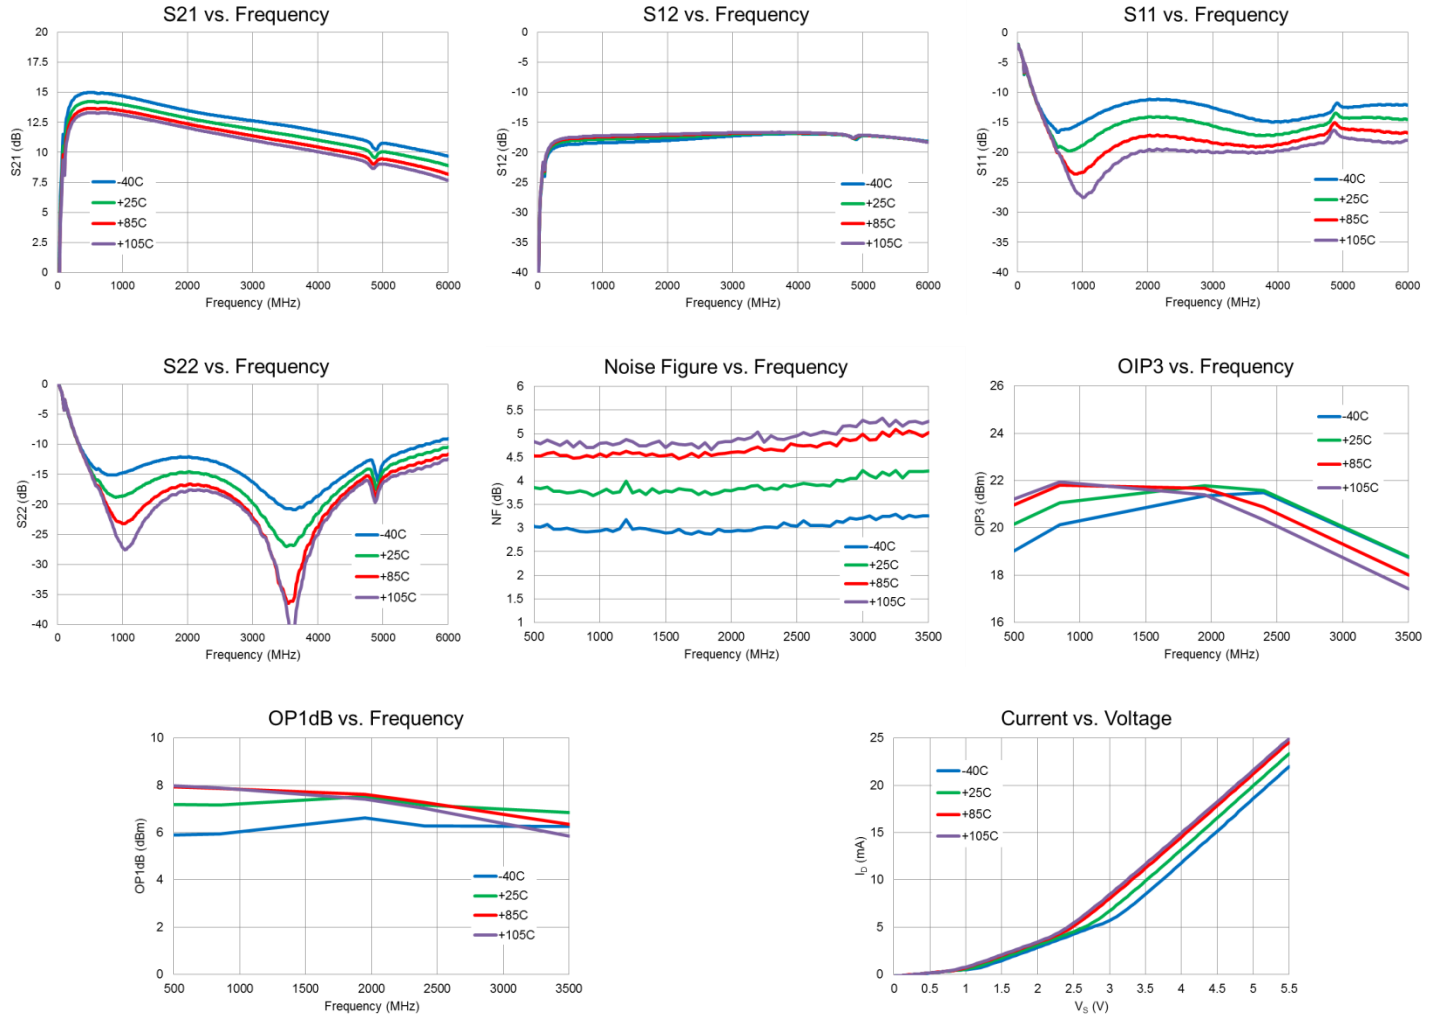 S21 vs. Frequency
20
17.5
15
12.5
10
7.5
5
2.5
0
S21 (dB)
-40C
+25C
+85C
+105C
0 1000 2000 3000 4000 5000 6000
Frequency (MHz)
S12 vs. Frequency
0
-5
-10
-15
-20
-25
-30
-35
-40
S12 (dB)
-40C
+25C
+85C
+105C
0 1000 2000 3000 4000 5000 6000
Frequency (MHz)
S11 vs. Frequency
0
-5
-10
-15
-20
-25
-30
-35
-40
S11 (dB)
-40C
+25C
+85C
+105C
0 1000 2000 3000 4000 5000 6000
Frequency (MHz)
S22 vs. Frequency
0
-5
-10
-15
-20
-25
-30
-35
-40
S22 (dB)
-40C
+25C
+85C
+105C
0 1000 2000 3000 4000 5000 6000
Frequency (MHz)
Noise Figure vs. Frequency
6
5.5
5
4.5
4
3.5
3
2.5
2
1.5
1
NF (dB)
-40C
+25C
+85C
+105C
500 1000 1500 2000 2500 3000 3500
Frequency (MHz)
OIP3 vs. Frequency
26
24
22
20
18
16
OIP3 (dBm)
-40C
+25C
+85C
+105C
500 1000 1500 2000 2500 3000 3500
Frequency (MHz)
OP1dB vs. Frequency
10
8
6
4
2
0
OP1dB (dBm)
-40C
+25C
+85C
+105C
500 1000 1500 2000 2500 3000 3500
Frequency (MHz)
Current vs. Voltage
25
20
15
10
5
0
I_D (mA)
-40C
+25C
+85C
+105C
0 0.5 1 1.5 2 2.5 3 3.5 4 4.5 5 5.5
V_S (V)